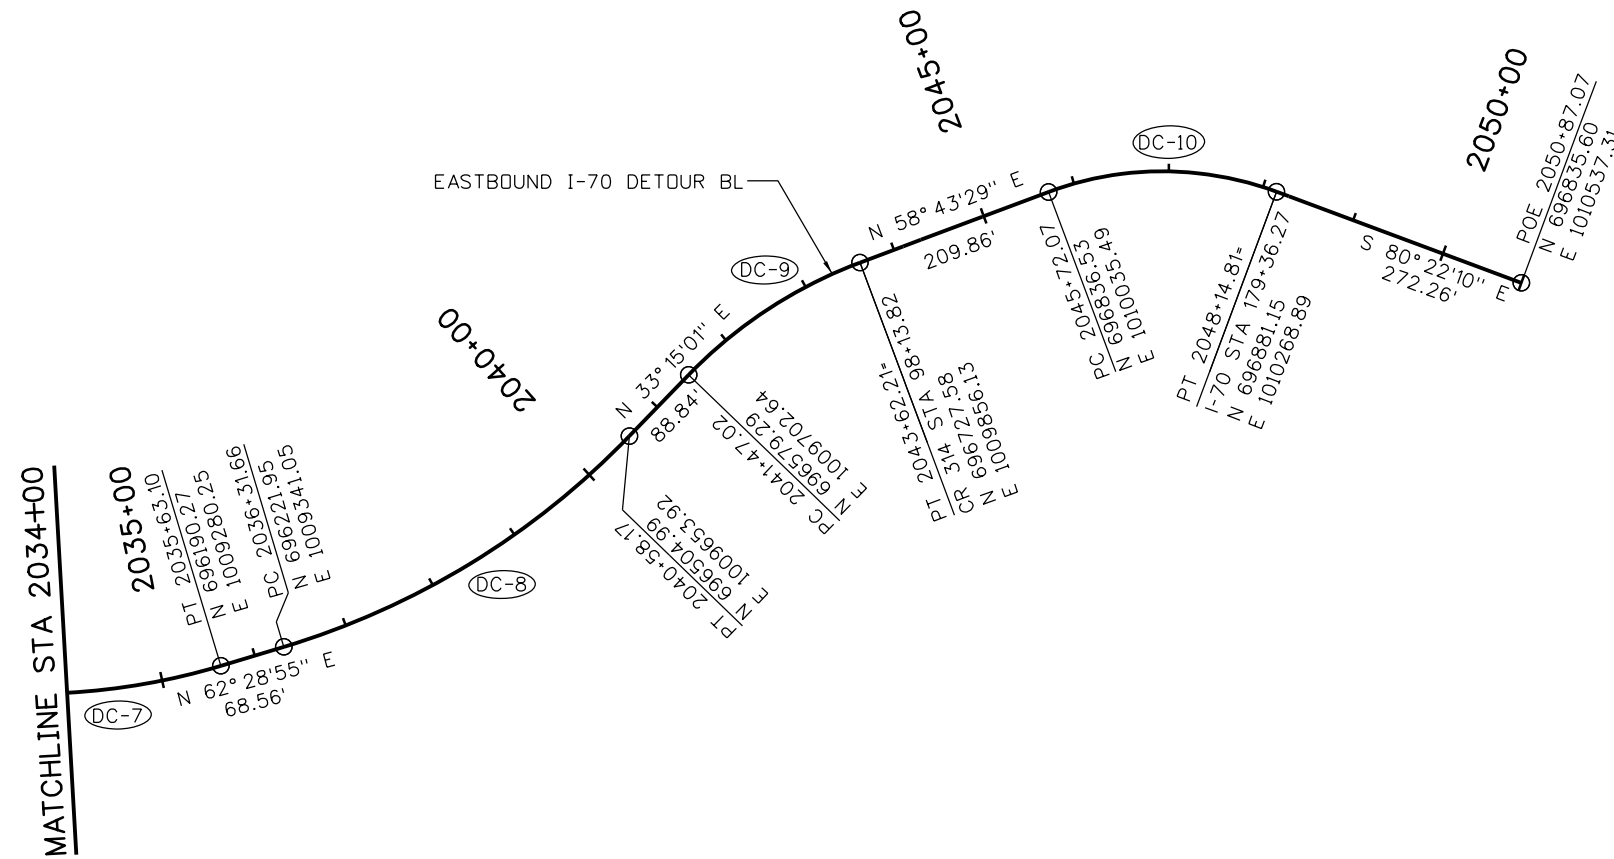 MATCHLINE STA 2034+00
2035+00
PT 2035+63.10
N 696190.27
E 1009280.25
PC 2036+31.66
N 696221.95
E 1009341.05
DC-7
N 62° 28'55" E
68.56'
DC-8
2040+00
PT 2040+58.17
N 696504.99
E 1009653.92
N 33° 15'01" E
88.84'
PC 2041+47.02
N 696579.29
E 1009702.64
DC-9
EASTBOUND I-70 DETOUR BL
PT 2043+62.21=
CR 314 STA 98+13.82
N 696727.58
E 1009856.13
N 58° 43'29" E
209.86'
2045+00
PC 2045+72.07
N 696836.53
E 1010035.49
DC-10
PT 2048+14.81=
I-70 STA 179+36.27
N 696881.15
E 1010268.89
S 80° 22'10" E
272.26'
2050+00
POE 2050+87.07
N 696835.60
E 1010537.31